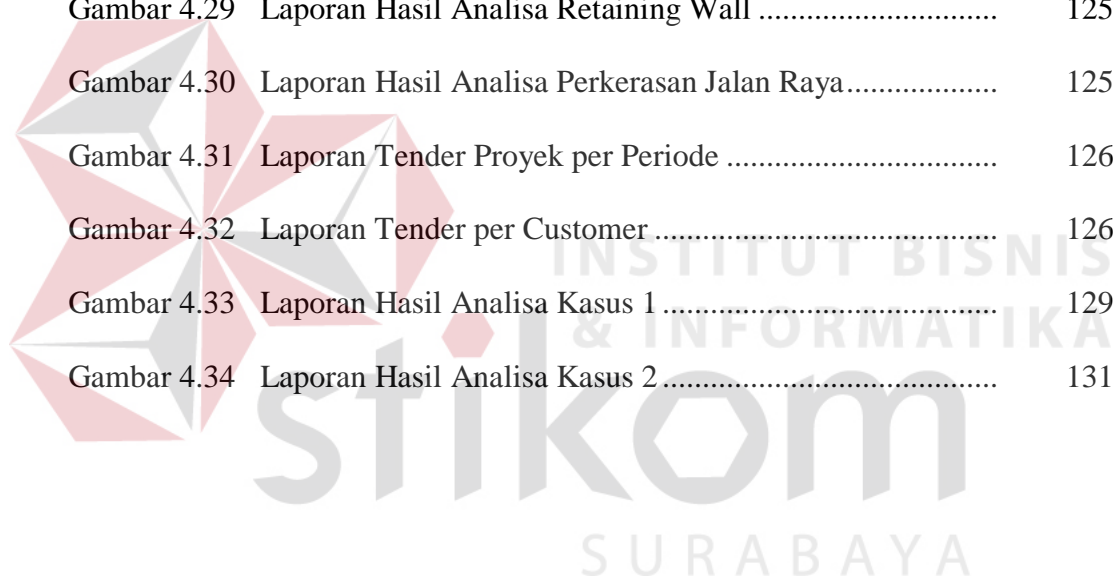 Gambar 4.29 Laporan Hasil Analisa Retaining Wall ............................ 125
Gambar 4.30 Laporan Hasil Analisa Perkerasan Jalan Raya................... 125
Gambar 4.31 Laporan Tender Proyek per Periode ................................ 126
Gambar 4.32 Laporan Tender per Customer ......................................... 126
Gambar 4.33 Laporan Hasil Analisa Kasus 1 ........................................ 129
Gambar 4.34 Laporan Hasil Analisa Kasus 2 ........................................ 131
INSTITUT BISNIS
& INFORMATIKA
stikom
SURABAYA